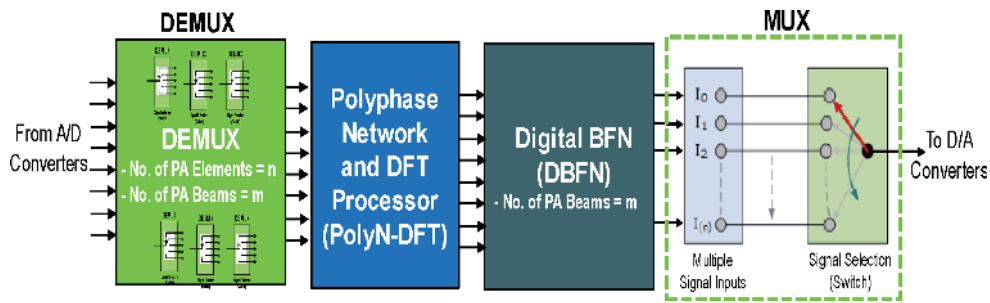 DEMUX
MUX
From A/D
Converters
DEMUX
- No. of PA Elements = n
- No. of PA Beams = m
Polyphase
Network
and DFT
Processor
(PolyN-DFT)
Digital BFN
(DBFN)
- No. of PA Beams = m
I0
I1
I2
I(n)
Multiple
Signal Inputs
Signal Selection
(Switch)
To D/A
Converters